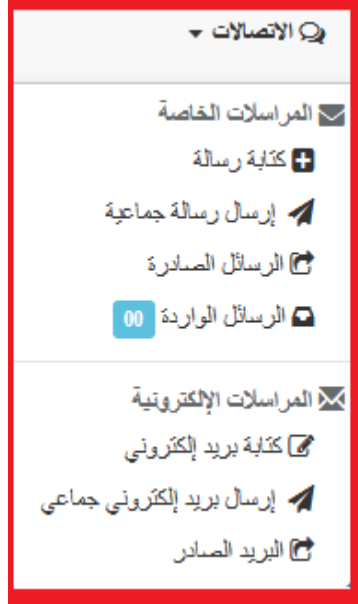 الاتصالات
المراسلات الخاصة
كتابة رسالة
إرسال رسالة جماعية
الرسائل الصادرة
الرسائل الواردة 00
المراسلات الإلكترونية
كتابة بريد إلكتروني
إرسال بريد إلكتروني جماعي
البريد الصادر